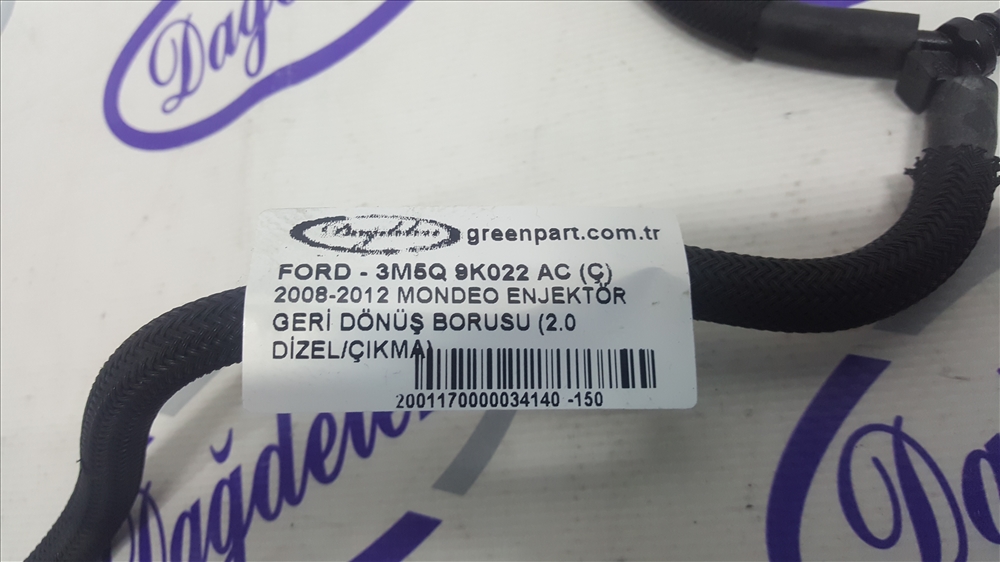 Dağdelen
greenpart.com.tr
FORD - 3M5Q 9K022 AC (Ç)
2008-2012 MONDEO ENJEKTÖR
GERİ DÖNÜŞ BORUSU (2.0
DİZEL/ÇIKMA)
2001170000034140 -150